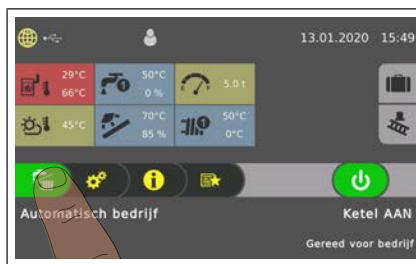 13.01.2020 15:49
29°C 50°C 5.0 t
66°C 0 %
45°C 70°C 50°C
85 % 0°C
Automatisch bedrijf Ketel AAN
Gereed voor bedrijf